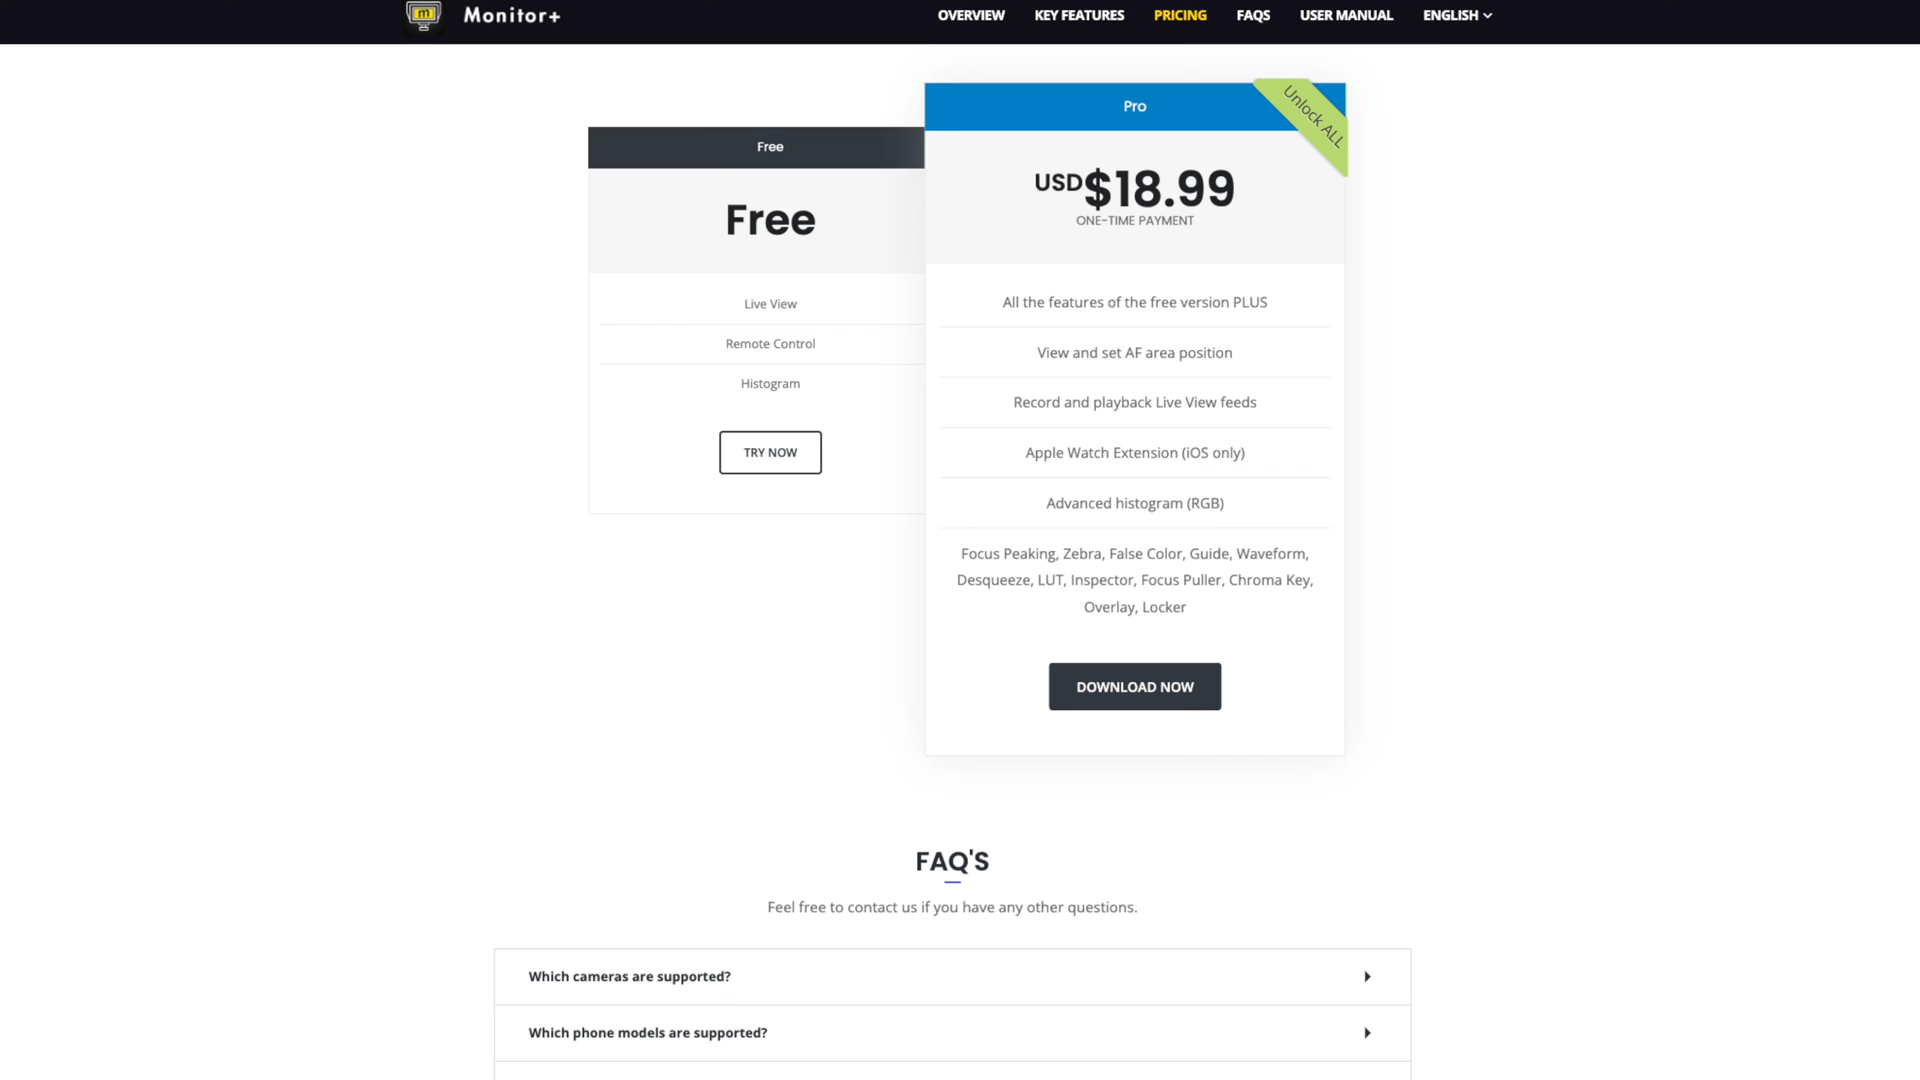 Monitor+
OVERVIEW
KEY FEATURES
PRICING
FAQS
USER MANUAL
ENGLISH
Free
Free
Live View
Remote Control
Histogram
TRY NOW
Pro
Unlock ALL
USD$18.99
ONE-TIME PAYMENT
All the features of the free version PLUS
View and set AF area position
Record and playback Live View feeds
Apple Watch Extension (iOS only)
Advanced histogram (RGB)
Focus Peaking, Zebra, False Color, Guide, Waveform,
Desqueeze, LUT, Inspector, Focus Puller, Chroma Key,
Overlay, Locker
DOWNLOAD NOW
FAQ'S
Feel free to contact us if you have any other questions.
Which cameras are supported?
Which phone models are supported?